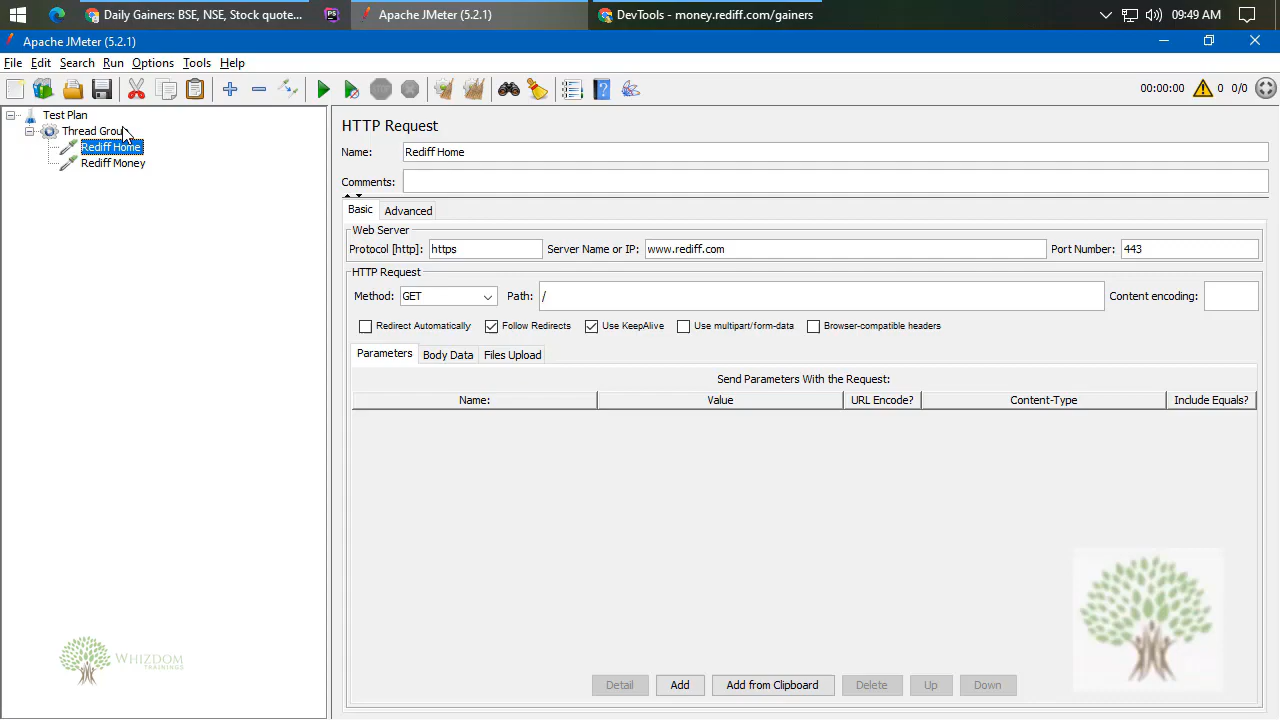 Daily Gainers: BSE, NSE, Stock quote...
Apache JMeter (5.2.1)
DevTools - money.rediff.com/gainers
09:49 AM
Apache JMeter (5.2.1)
File Edit Search Run Options Tools Help
00:00:00 0 0/0
Test Plan
Thread Group
Rediff Home
Rediff Money
HTTP Request
Name: Rediff Home
Comments:
Basic Advanced
Web Server
Protocol [http]: https Server Name or IP: www.rediff.com Port Number: 443
HTTP Request
Method: GET Path: / Content encoding:
Redirect Automatically Follow Redirects Use KeepAlive Use multipart/form-data Browser-compatible headers
Parameters Body Data Files Upload
Send Parameters With the Request:
Name: Value URL Encode? Content-Type Include Equals?
Detail Add Add from Clipboard Delete Up Down
WHIZDOM
TRAININGS